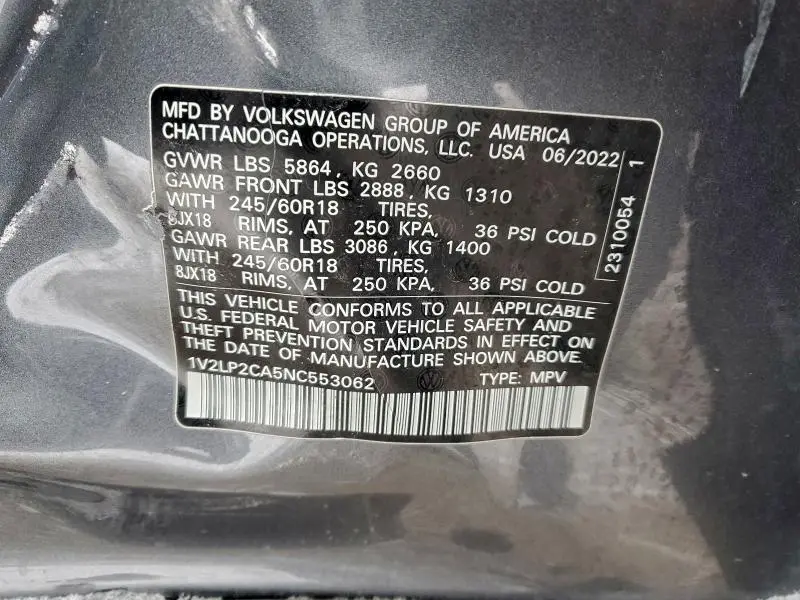 MFD BY VOLKSWAGEN GROUP OF AMERICA
CHATTANOOGA OPERATIONS, LLC. USA 06/2022
GVWR LBS 5864, KG 2660
GAWR FRONT LBS 2888, KG 1310
WITH 245/60R18 TIRES,
8JX18 RIMS, AT 250 KPA, 36 PSI COLD
GAWR REAR LBS 3086, KG 1400
WITH 245/60R18 TIRES,
8JX18 RIMS, AT 250 KPA, 36 PSI COLD
THIS VEHICLE CONFORMS TO ALL APPLICABLE
U.S. FEDERAL MOTOR VEHICLE SAFETY AND
THEFT PREVENTION STANDARDS IN EFFECT ON
THE DATE OF MANUFACTURE SHOWN ABOVE.
1V2LP2CA5NC553062 TYPE: MPV
2310054 1